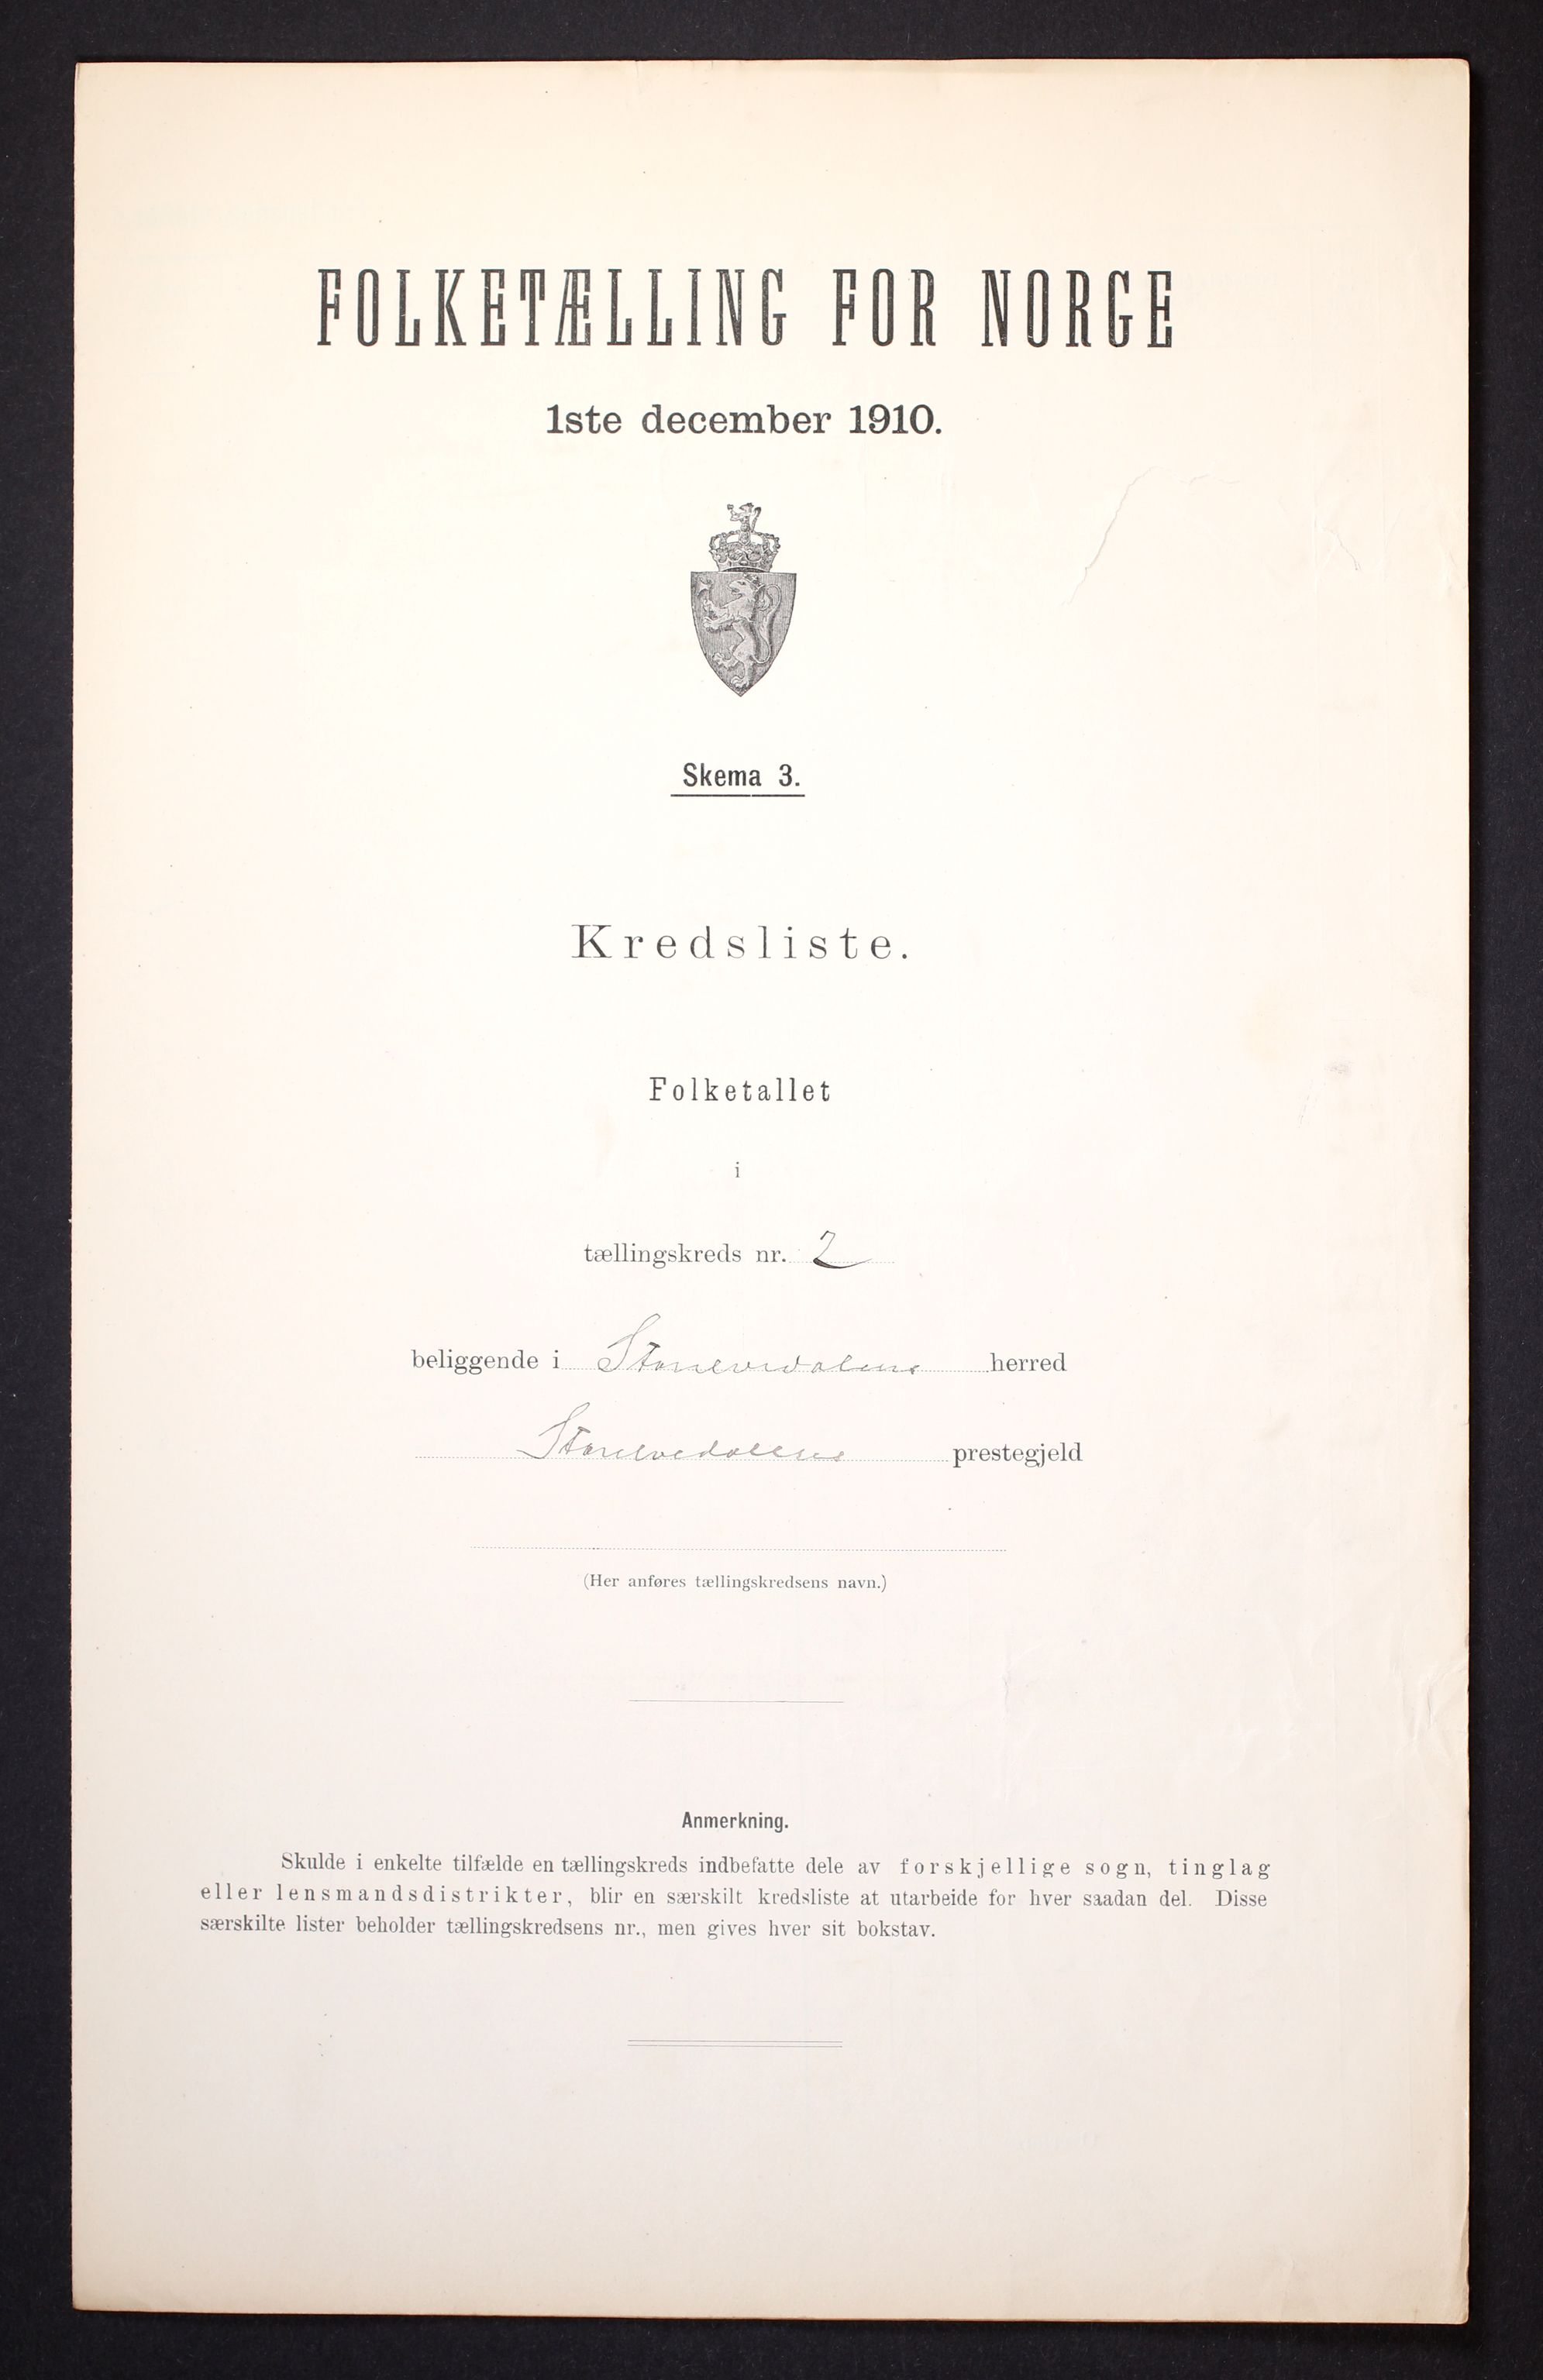 FOLKETÆLLING FOR NORGE
1ste december 1910.
Skema 3.
Kredsliste.
Folketallet
i
tællingskreds nr. 2
beliggende i Storelvedalens herred
Storelvedalens prestegjeld
(Her anføres tællingskredsens navn.)
Anmerkning.
Skulde i enkelte tilfælde en tællingskreds indbefatte dele av forskjellige sogn, tinglag
eller lensmandsdistrikter, blir en særskilt kredsliste at utarbeide for hver saadan del. Disse
særskilte lister beholder tællingskredsens nr., men gives hver sit bokstav.